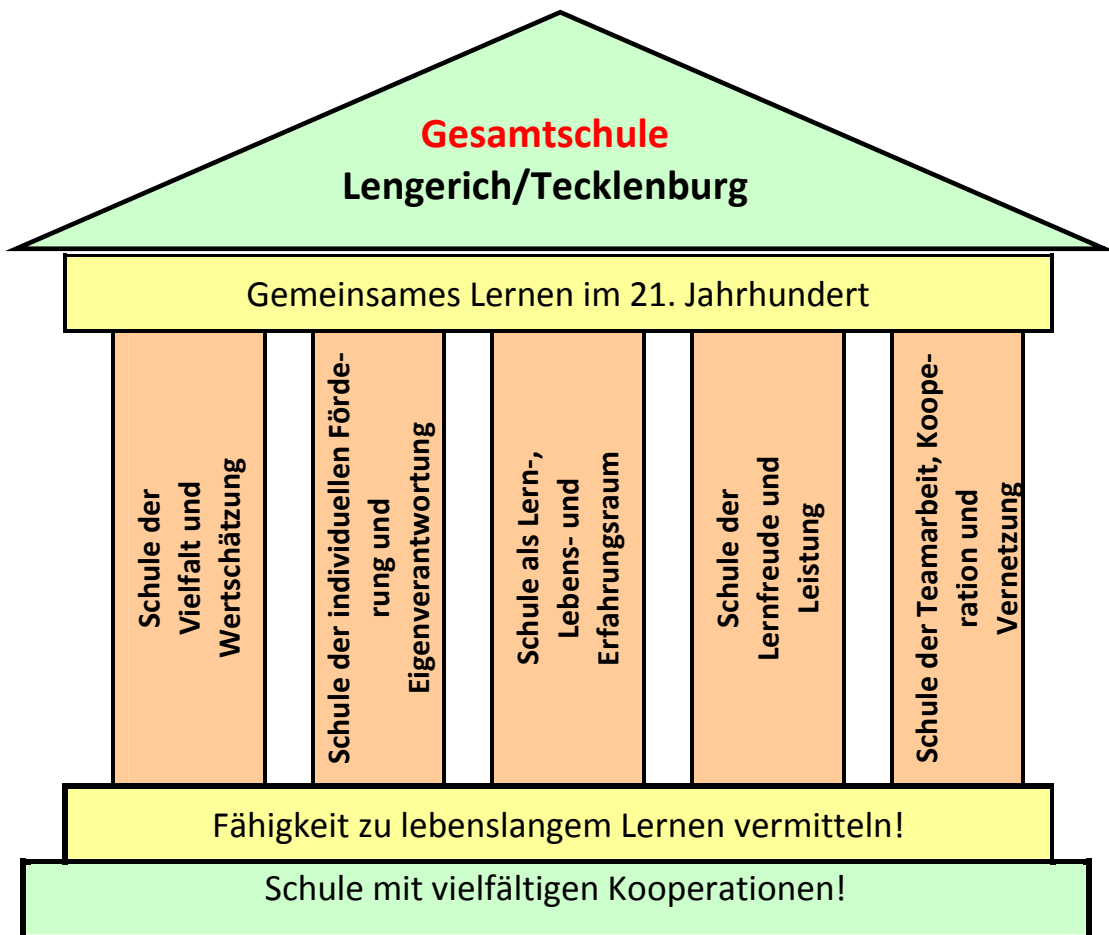 Gesamtschule
Lengerich/Tecklenburg
Gemeinsames Lernen im 21. Jahrhundert
Schule der
Vielfalt und
Wertschätzung
Schule der individuellen Förde-
rung und
Eigenverantwortung
Schule als Lern-,
Lebens- und
Erfahrungsraum
Schule der
Lernfreude und
Leistung
Schule der Teamarbeit, Koope-
ration und
Vernetzung
Fähigkeit zu lebenslangem Lernen vermitteln!
Schule mit vielfältigen Kooperationen!